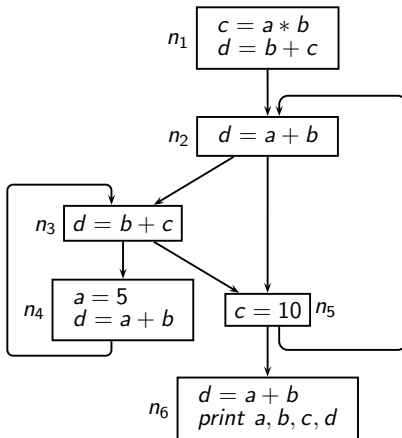 n1
c = a * b
d = b + c
n2
d = a + b
n3
d = b + c
n4
a = 5
d = a + b
c = 10
n5
n6
d = a + b
print a, b, c, d